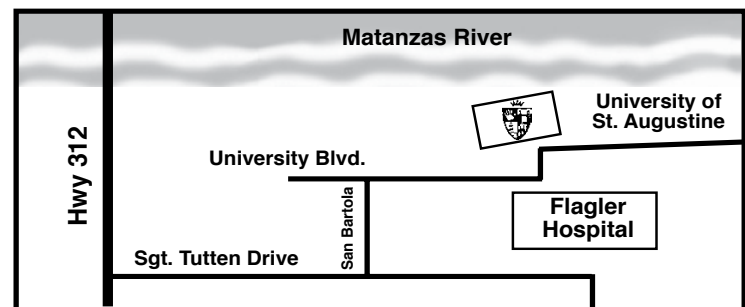 Matanzas River
University of
St. Augustine
Hwy 312
University Blvd.
San Bartola
Flagler
Hospital
Sgt. Tutten Drive